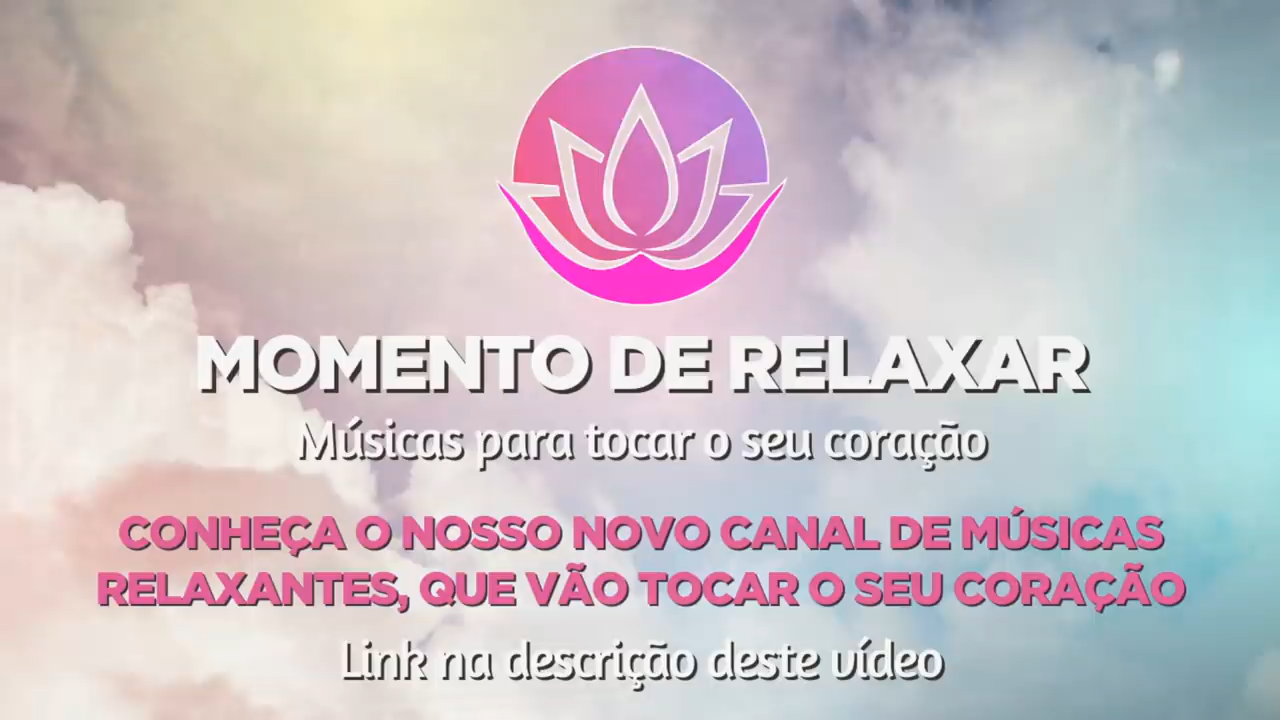 MOMENTO DE RELAXAR
Músicas para tocar o seu coração
CONHEÇA O NOSSO NOVO CANAL DE MÚSICAS
RELAXANTES, QUE VÃO TOCAR O SEU CORAÇÃO
Link na descrição deste vídeo